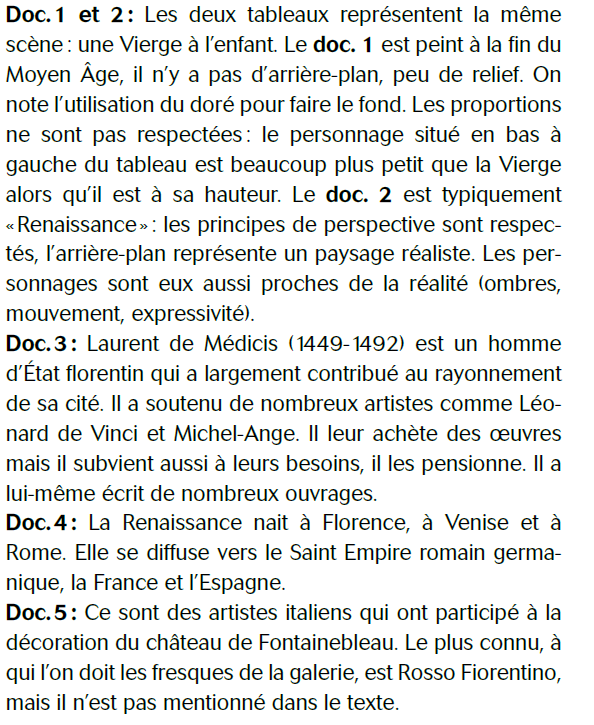 Doc. 1 et 2 : Les deux tableaux représentent la même
scène : une Vierge à l’enfant. Le doc. 1 est peint à la fin du
Moyen Âge, il n’y a pas d’arrière-plan, peu de relief. On
note l’utilisation du doré pour faire le fond. Les proportions
ne sont pas respectées : le personnage situé en bas à
gauche du tableau est beaucoup plus petit que la Vierge
alors qu’il est à sa hauteur. Le doc. 2 est typiquement
« Renaissance » : les principes de perspective sont respec-
tés, l’arrière-plan représente un paysage réaliste. Les per-
sonnages sont eux aussi proches de la réalité (ombres,
mouvement, expressivité).
Doc. 3 : Laurent de Médicis (1449-1492) est un homme
d’État florentin qui a largement contribué au rayonnement
de sa cité. Il a soutenu de nombreux artistes comme Léo-
nard de Vinci et Michel-Ange. Il leur achète des œuvres
mais il subvient aussi à leurs besoins, il les pensionne. Il a
lui-même écrit de nombreux ouvrages.
Doc. 4 : La Renaissance nait à Florence, à Venise et à
Rome. Elle se diffuse vers le Saint Empire romain germa-
nique, la France et l’Espagne.
Doc. 5 : Ce sont des artistes italiens qui ont participé à la
décoration du château de Fontainebleau. Le plus connu, à
qui l’on doit les fresques de la galerie, est Rosso Fiorentino,
mais il n’est pas mentionné dans le texte.